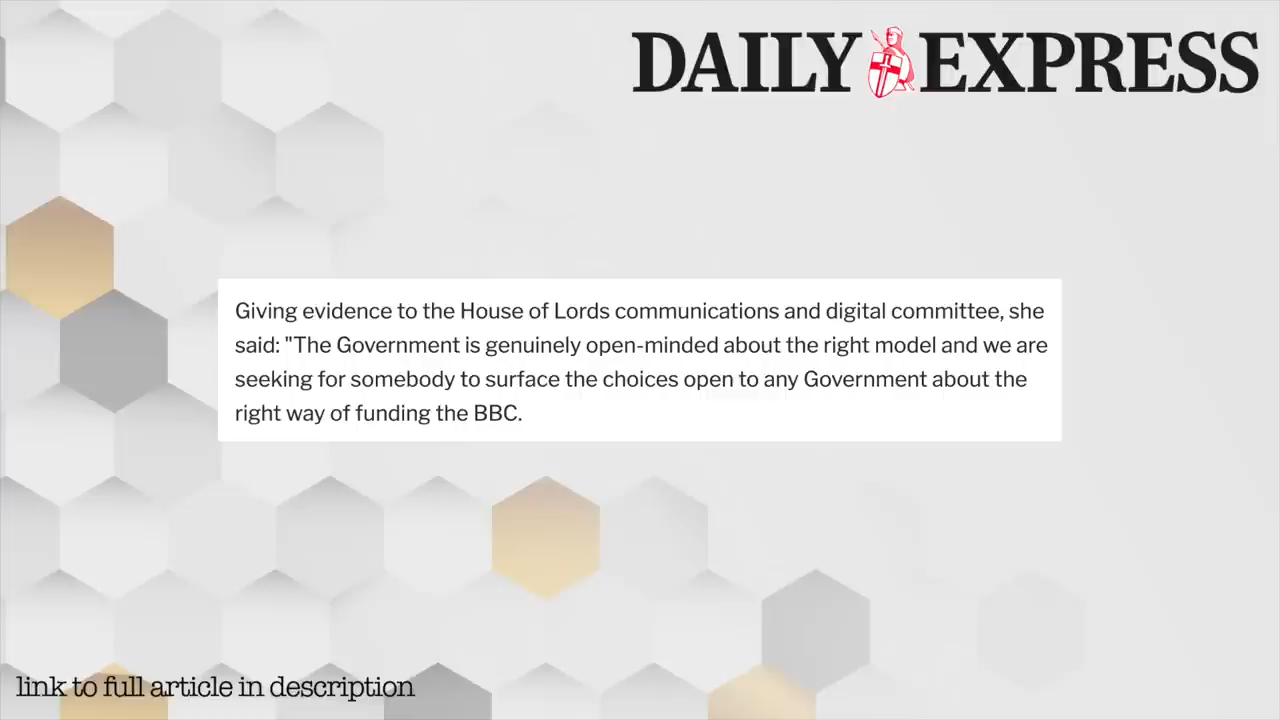 DAILY EXPRESS
Giving evidence to the House of Lords communications and digital committee, she
said: "The Government is genuinely open-minded about the right model and we are
seeking for somebody to surface the choices open to any Government about the
right way of funding the BBC.
link to full article in description